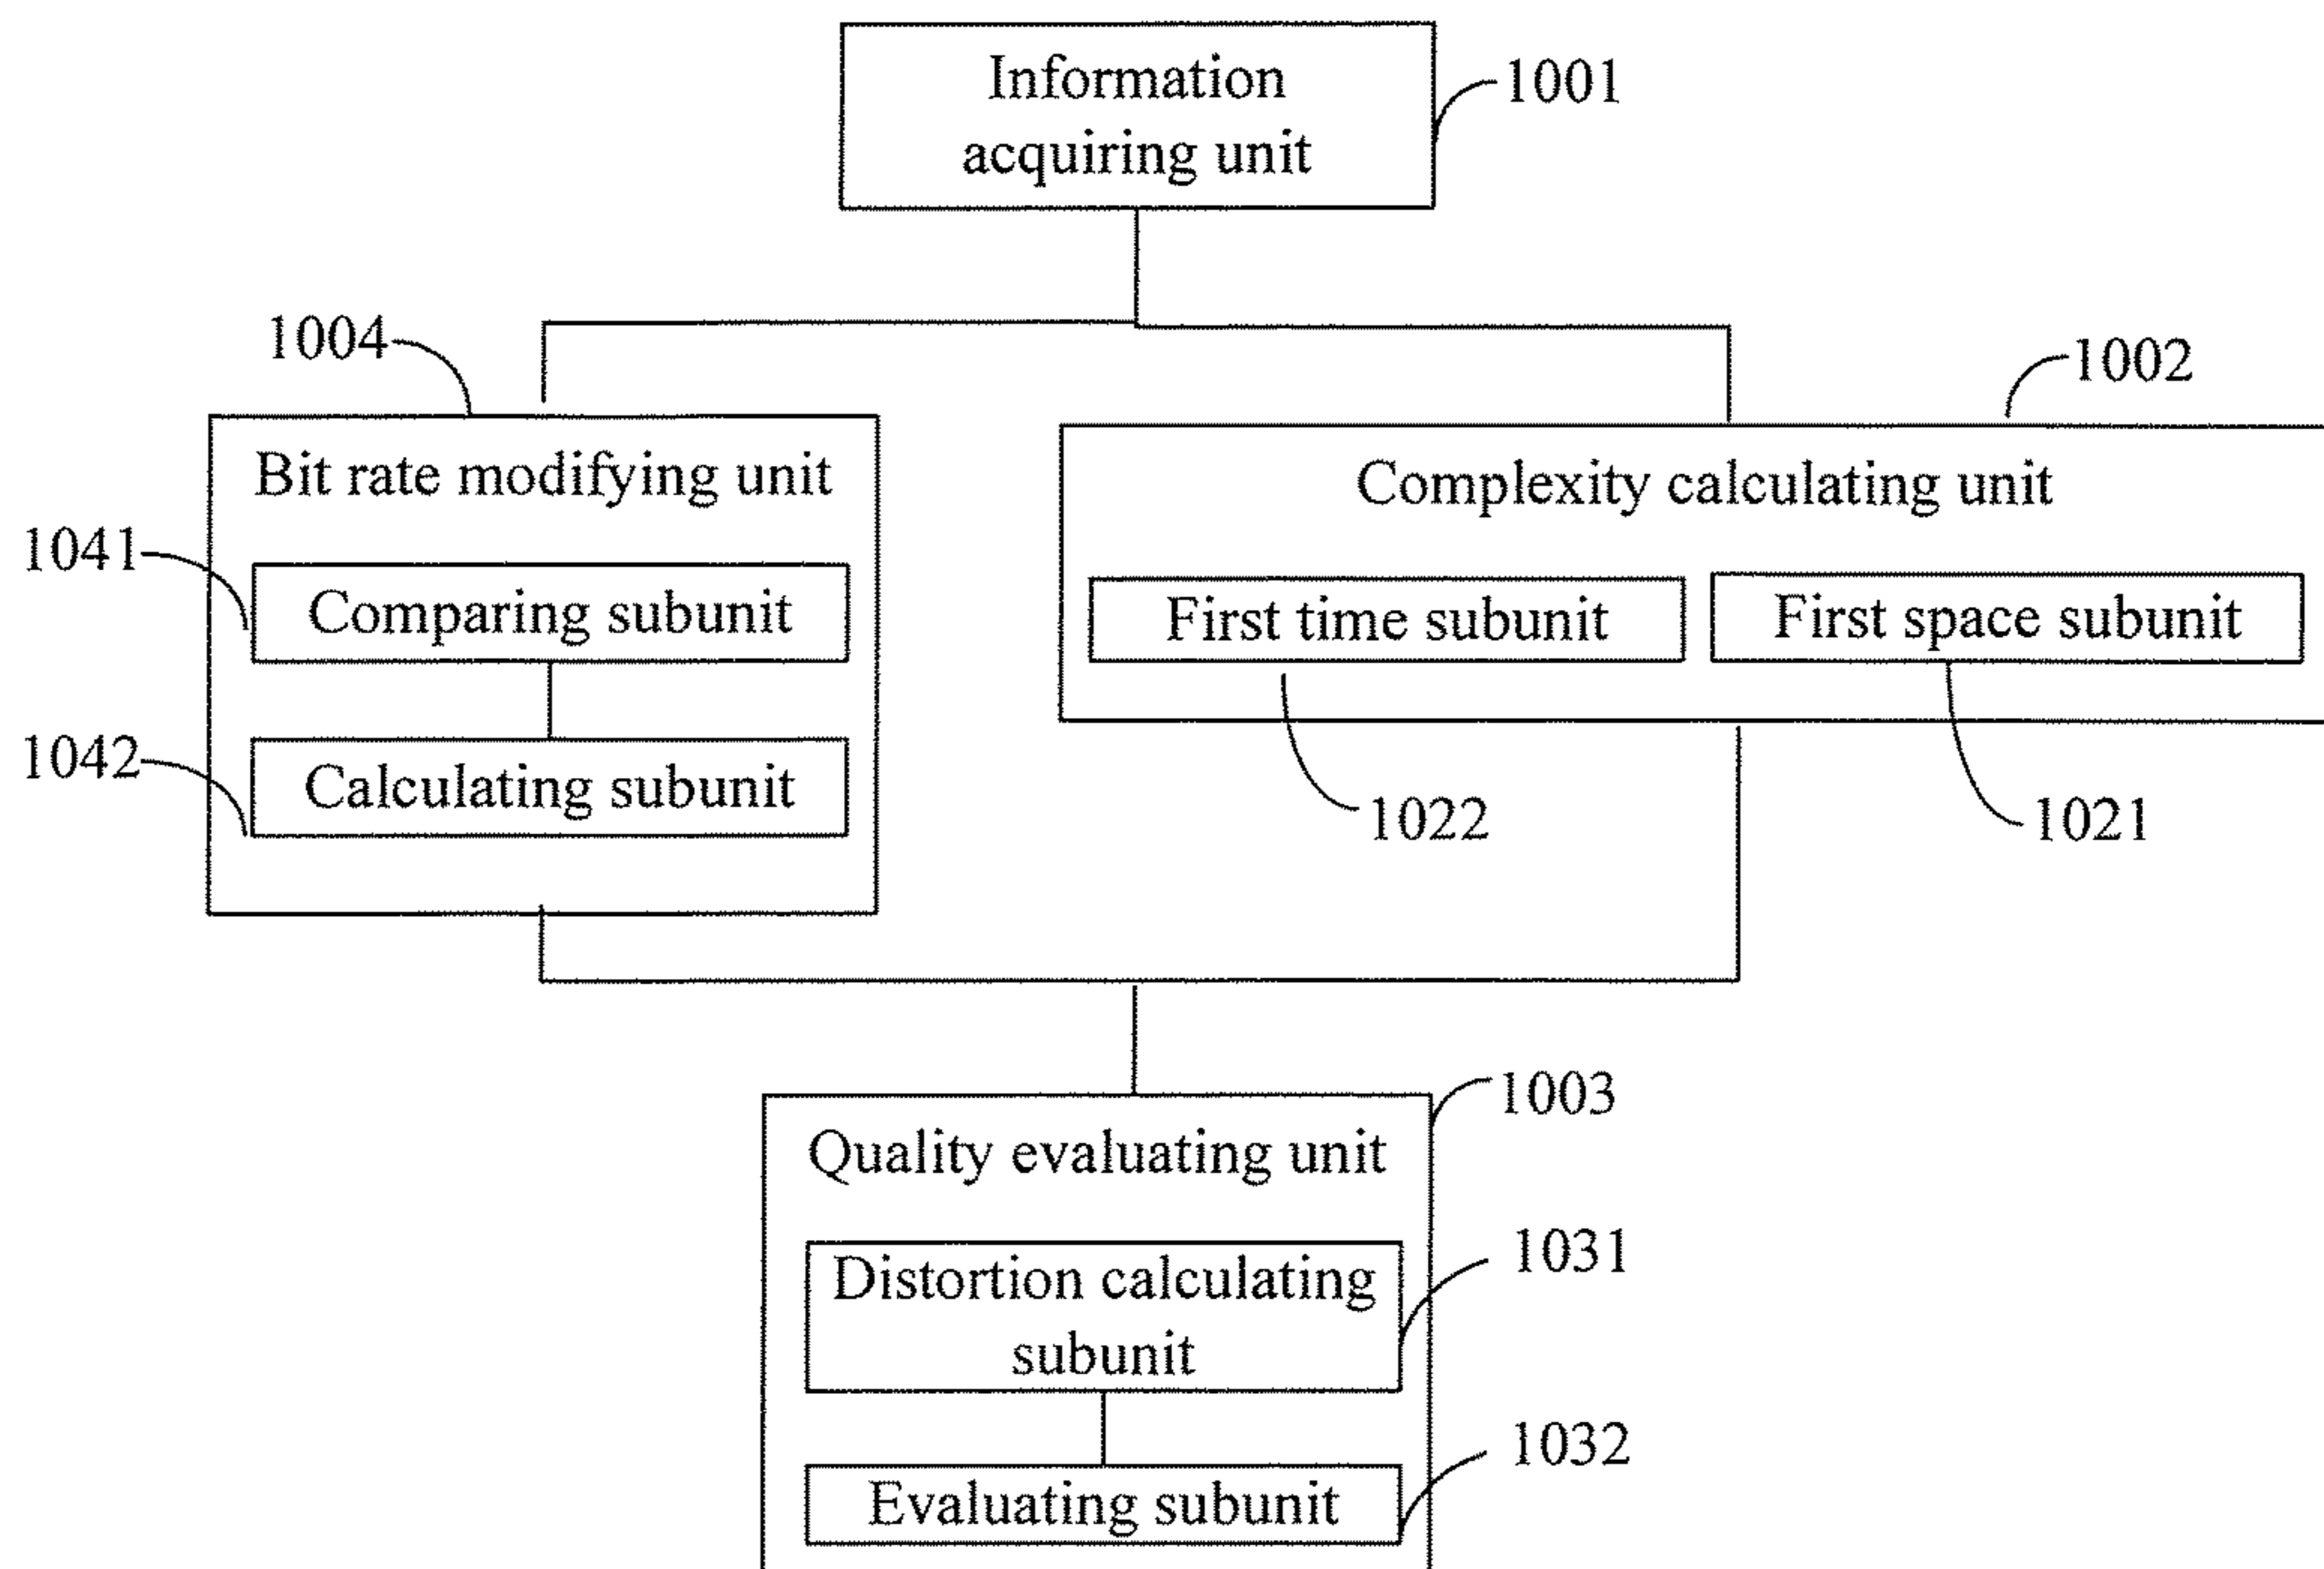 Information
acquiring unit
1001
1004
1002
Bit rate modifying unit
Complexity calculating unit
1041
Comparing subunit
First time subunit
First space subunit
1042
Calculating subunit
1022
1021
1003
Quality evaluating unit
1031
Distortion calculating
subunit
1032
Evaluating subunit